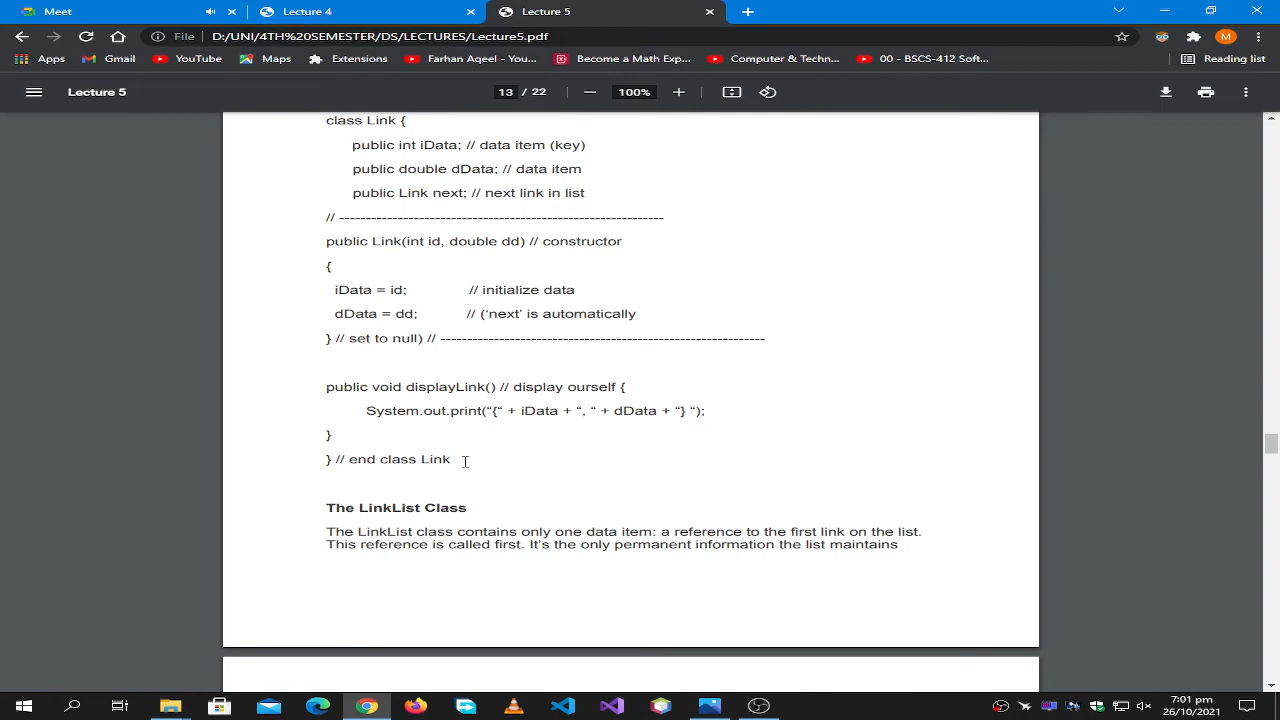 Meet
Lecture 4
Lecture 5
File D:/UNI/4TH%20SEMESTER/DS/LECTURES/Lecture5.pdf
Apps Gmail YouTube Maps Extensions Farhan Aqeel - You... Become a Math Exp... Computer & Techn... 00 - BSCS-412 Soft... Reading list
Lecture 5 13 / 22 100%
class Link {
public int iData; // data item (key)
public double dData; // data item
public Link next; // next link in list
// -------------------------------------------------------------
public Link(int id, double dd) // constructor
{
iData = id; // initialize data
dData = dd; // (‘next’ is automatically
} // set to null) // -------------------------------------------------------------
public void displayLink() // display ourself {
System.out.print(“{“ + iData + “, “ + dData + “} “);
}
} // end class Link
The LinkList Class
The LinkList class contains only one data item: a reference to the first link on the list.
This reference is called first. It’s the only permanent information the list maintains
7:01 pm
26/10/2021